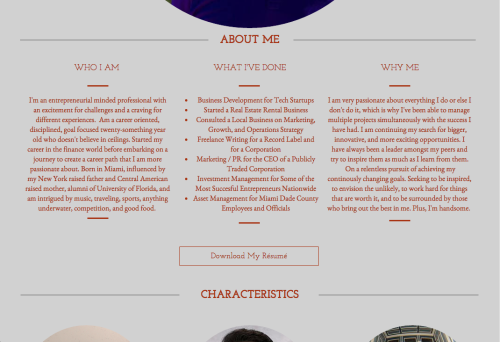 ABOUT ME
WHO I AM
I'm an entrepreneurial minded professional with
an excitement for challenges and a craving for
different experiences. Am a career oriented,
disciplined, goal focused twenty-something year
old who doesn't believe in ceilings. Started my
career in the finance world before embarking on a
journey to create a career path that I am more
passionate about. Born in Miami, influenced by
my New York raised father and Central American
raised mother, alumni of University of Florida, and
am intrigued by music, traveling, sports, anything
underwater, competition, and good food.
WHAT I'VE DONE
• Business Development for Tech Startups
• Started a Real Estate Rental Business
• Consulted a Local Business on Marketing,
Growth, and Operations Strategy
• Freelance Writing for a Record Label and
for a Corporation
• Marketing / PR for the CEO of a Publicly
Traded Corporation
• Investment Management for Some of the
Most Succesful Entrepreneurs Nationwide
• Asset Management for Miami Dade County
Employees and Officials
WHY ME
I am very passionate about everything I do or else I
don't do it, which is why I've been able to manage
multiple projects simultaneously with the success I
have had. I am continuing my search for bigger,
innovative, and more exciting opportunities. I
have always been a leader amongst my peers and
try to inspire them as much as I learn from them.
On a relentless pursuit of achieving my
continously changing goals. Seeking to be inspired,
to envision the unlikely, to work hard for things
that are worth it, and to be surrounded by those
who bring out the best in me. Plus, I'm handsome.
Download My Résumé
CHARACTERISTICS